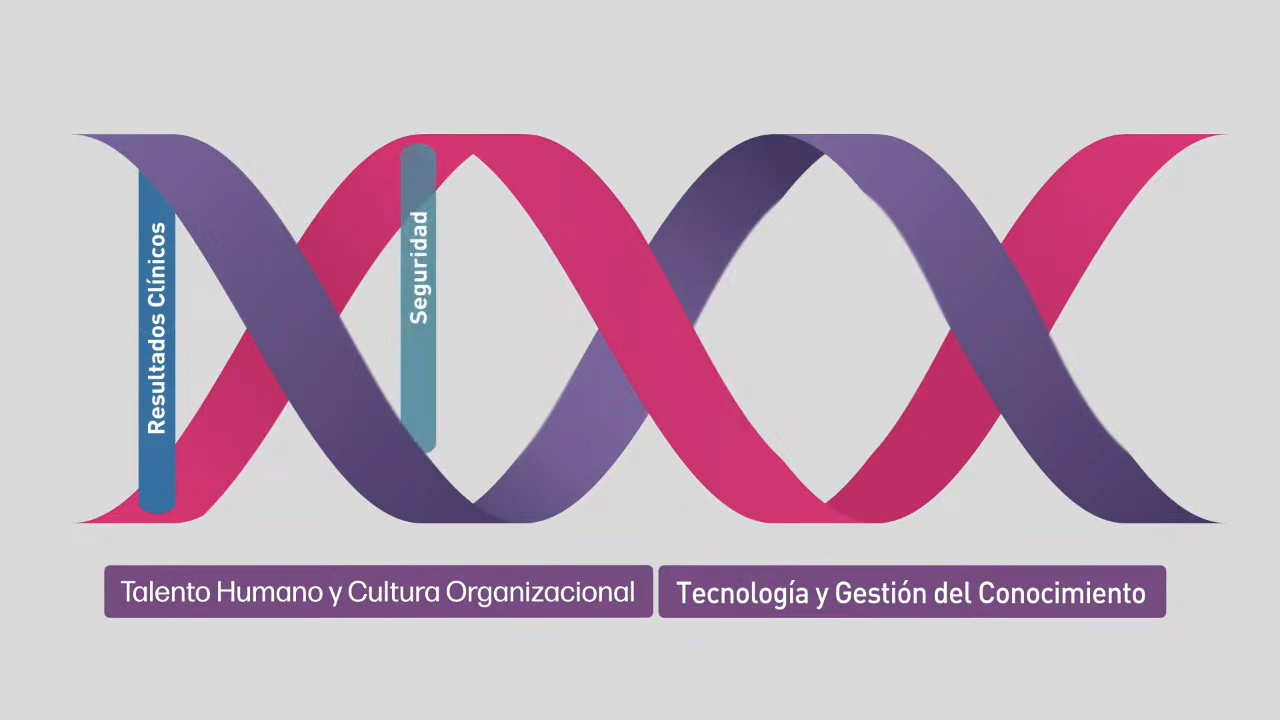 Resultados Clínicos
Seguridad
Talento Humano y Cultura Organizacional
Tecnología y Gestión del Conocimiento